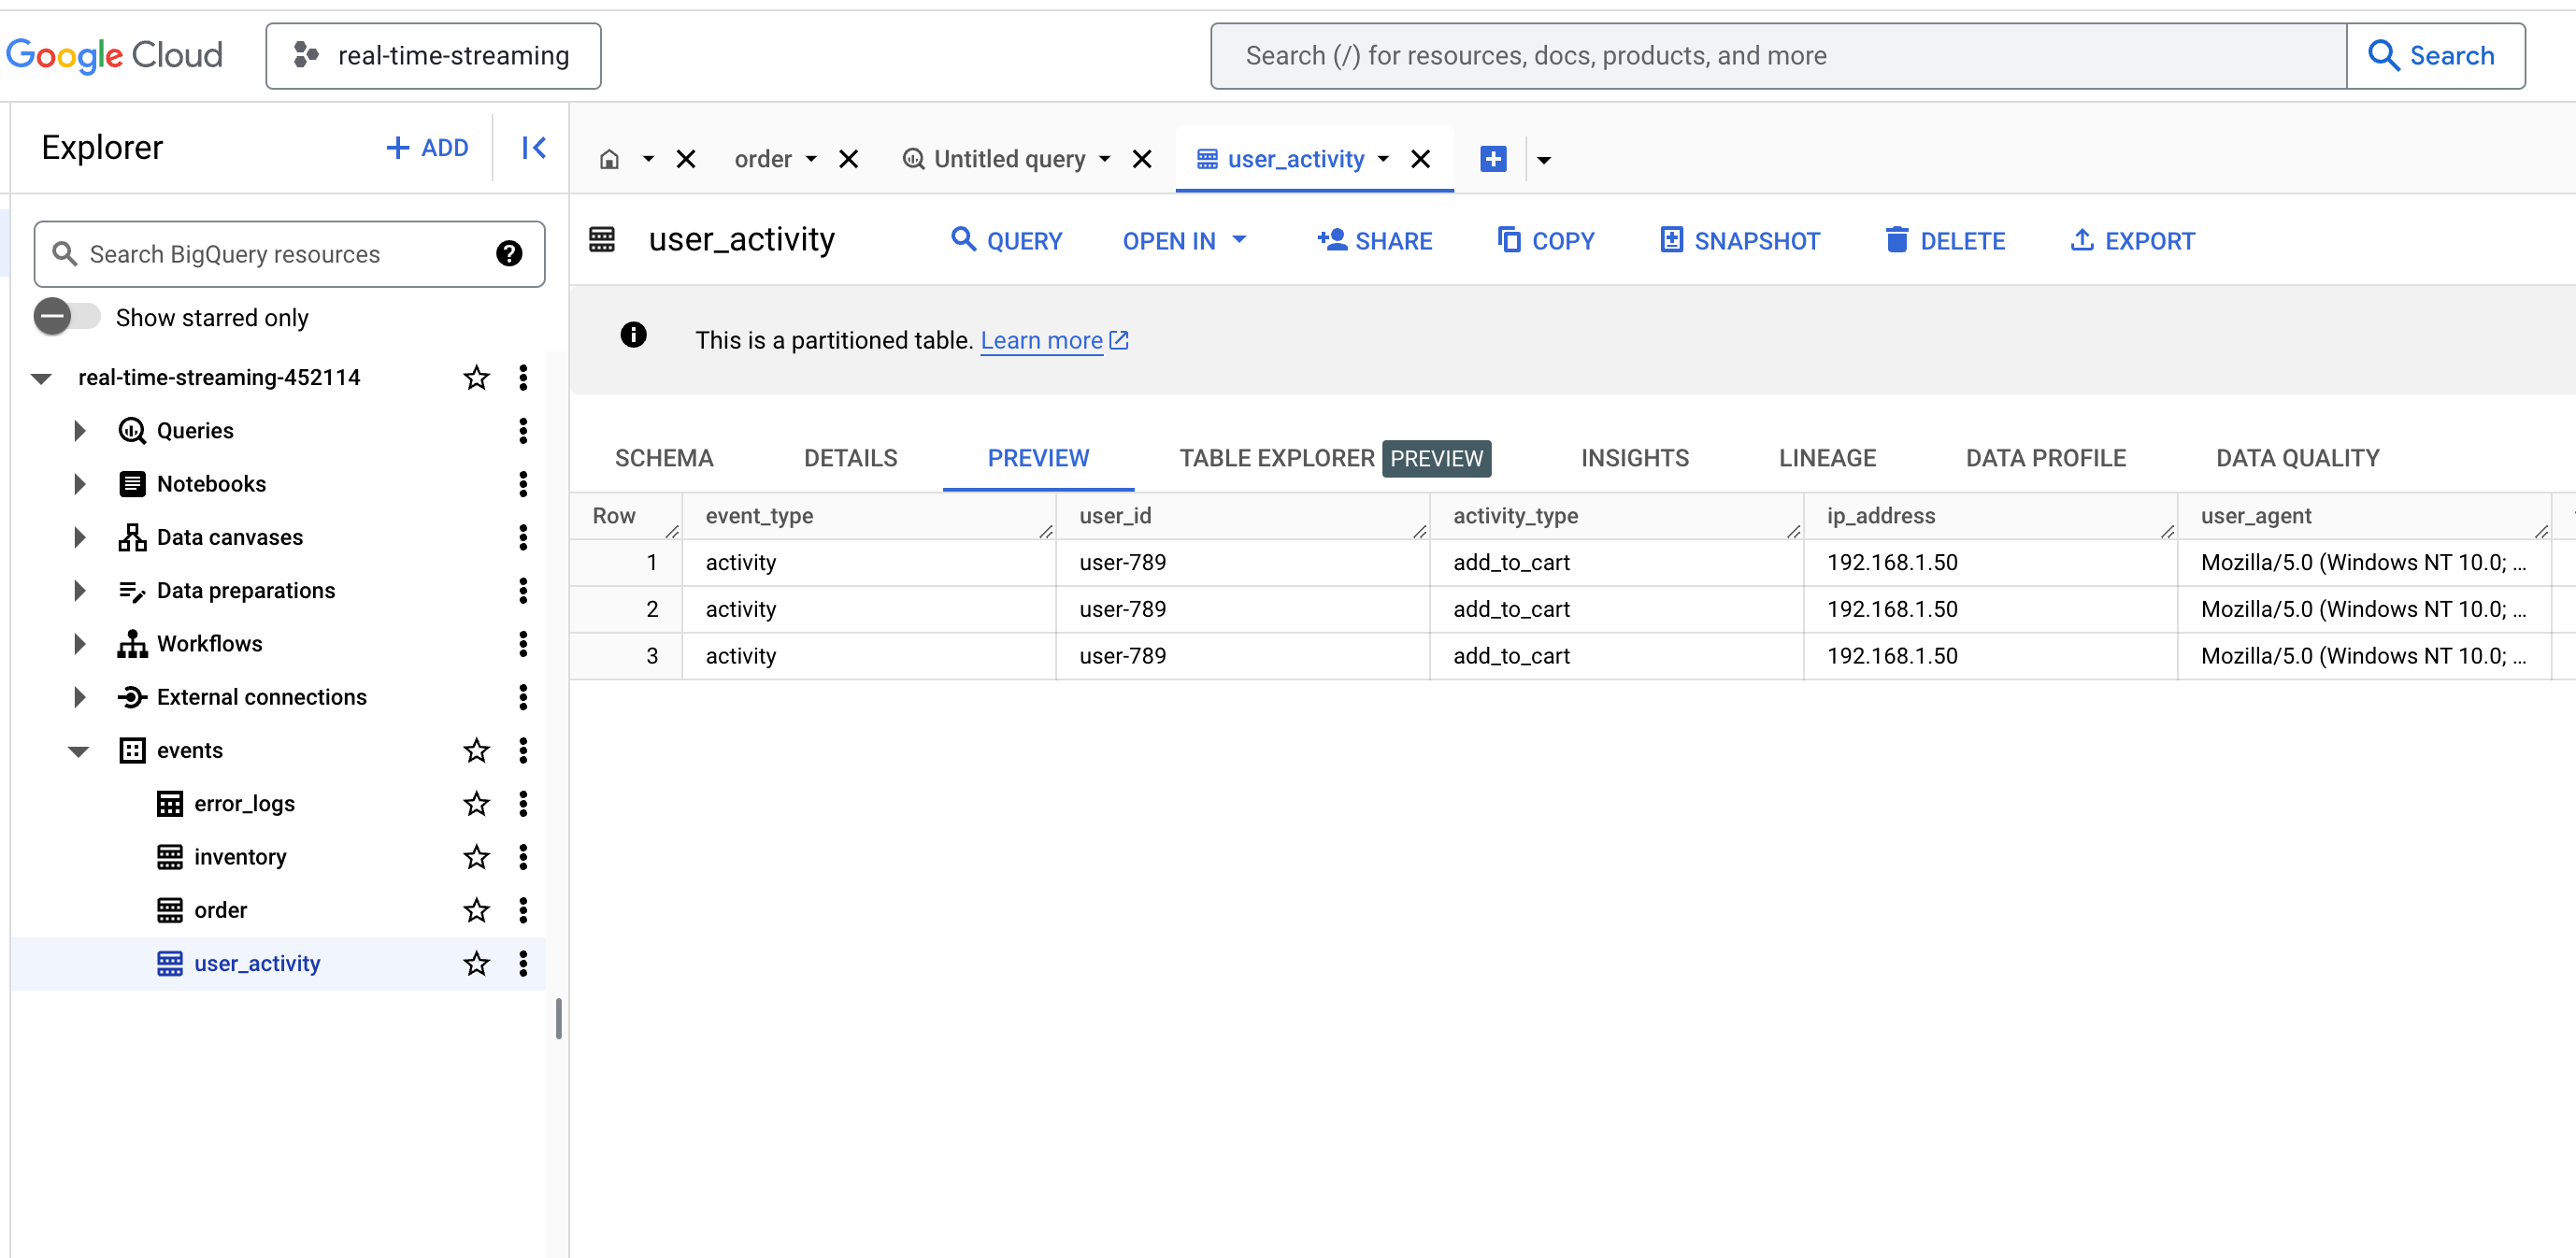 Google Cloud real-time-streaming Search (/) for resources, docs, products, and more Search
Explorer + ADD
Search BigQuery resources
Show starred only
real-time-streaming-452114
Queries
Notebooks
Data canvases
Data preparations
Workflows
External connections
events
error_logs
inventory
order
user_activity
order Untitled query user_activity
user_activity QUERY OPEN IN SHARE COPY SNAPSHOT DELETE EXPORT
This is a partitioned table. Learn more
SCHEMA DETAILS PREVIEW TABLE EXPLORER PREVIEW INSIGHTS LINEAGE DATA PROFILE DATA QUALITY
Row event_type user_id activity_type ip_address user_agent
1 activity user-789 add_to_cart 192.168.1.50 Mozilla/5.0 (Windows NT 10.0; ...
2 activity user-789 add_to_cart 192.168.1.50 Mozilla/5.0 (Windows NT 10.0; ...
3 activity user-789 add_to_cart 192.168.1.50 Mozilla/5.0 (Windows NT 10.0; ...